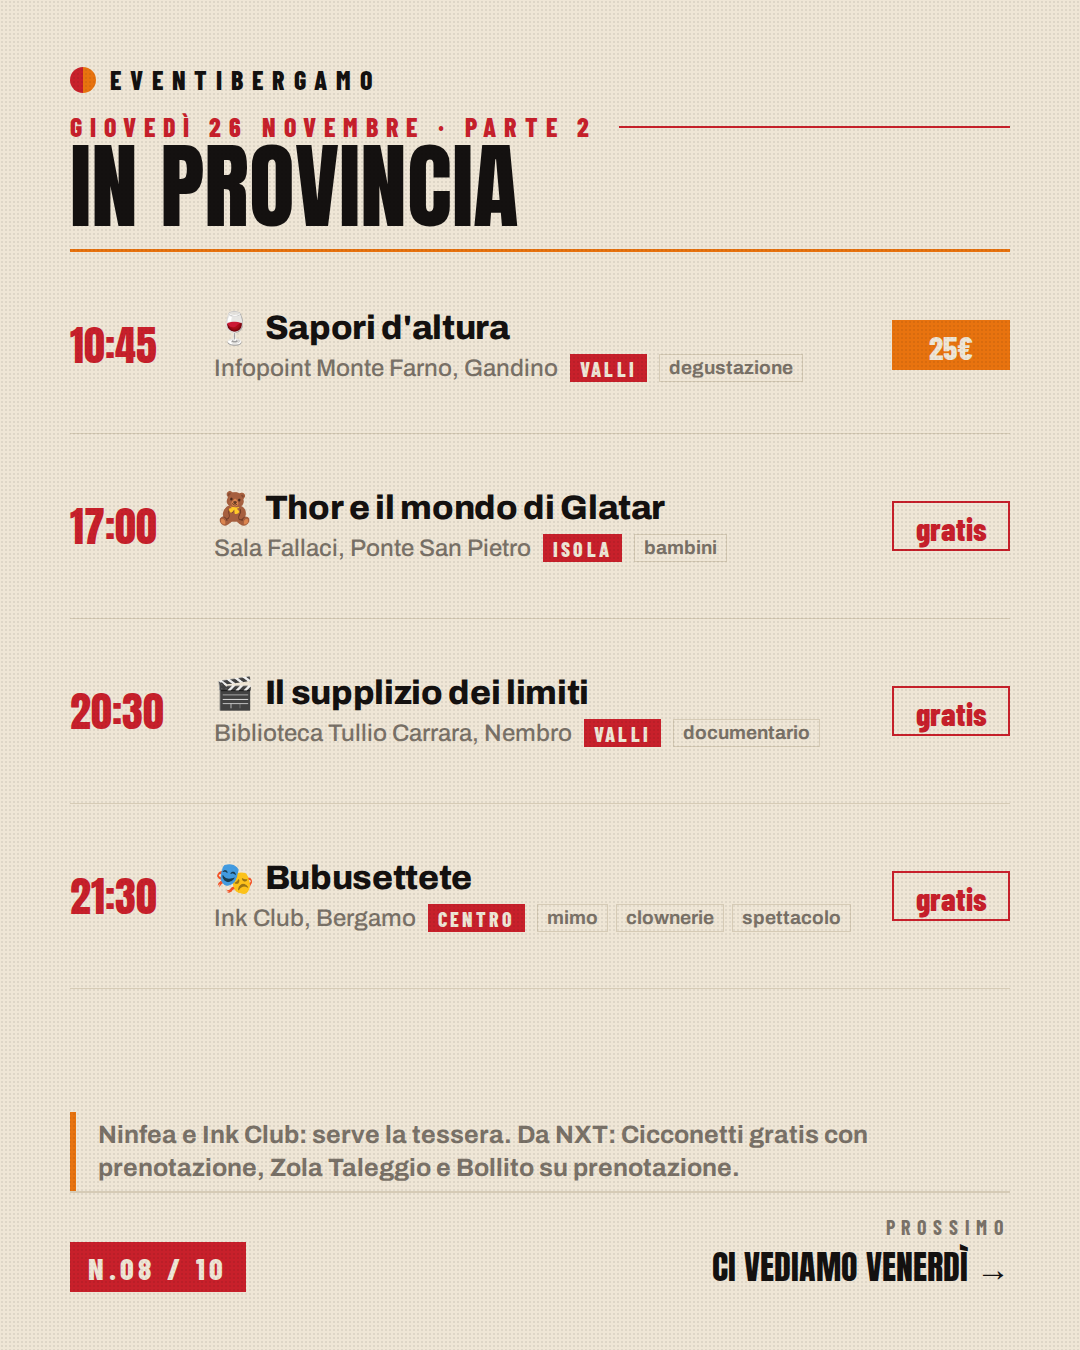 EVENTIBERGAMO
GIOVEDÌ 26 NOVEMBRE · PARTE 2
IN PROVINCIA
10:45
🍷 Sapori d'altura
Infopoint Monte Farno, Gandino VALLI degustazione
25€
17:00
🧸 Thor e il mondo di Glatar
Sala Fallaci, Ponte San Pietro ISOLA bambini
gratis
20:30
🎬 Il supplizio dei limiti
Biblioteca Tullio Carrara, Nembro VALLI documentario
gratis
21:30
🎭 Bubusettete
Ink Club, Bergamo CENTRO mimo clownerie spettacolo
gratis
Ninfea e Ink Club: serve la tessera. Da NXT: Cicconetti gratis con
prenotazione, Zola Taleggio e Bollito su prenotazione.
N.08 / 10
PROSSIMO
CI VEDIAMO VENERDÌ →